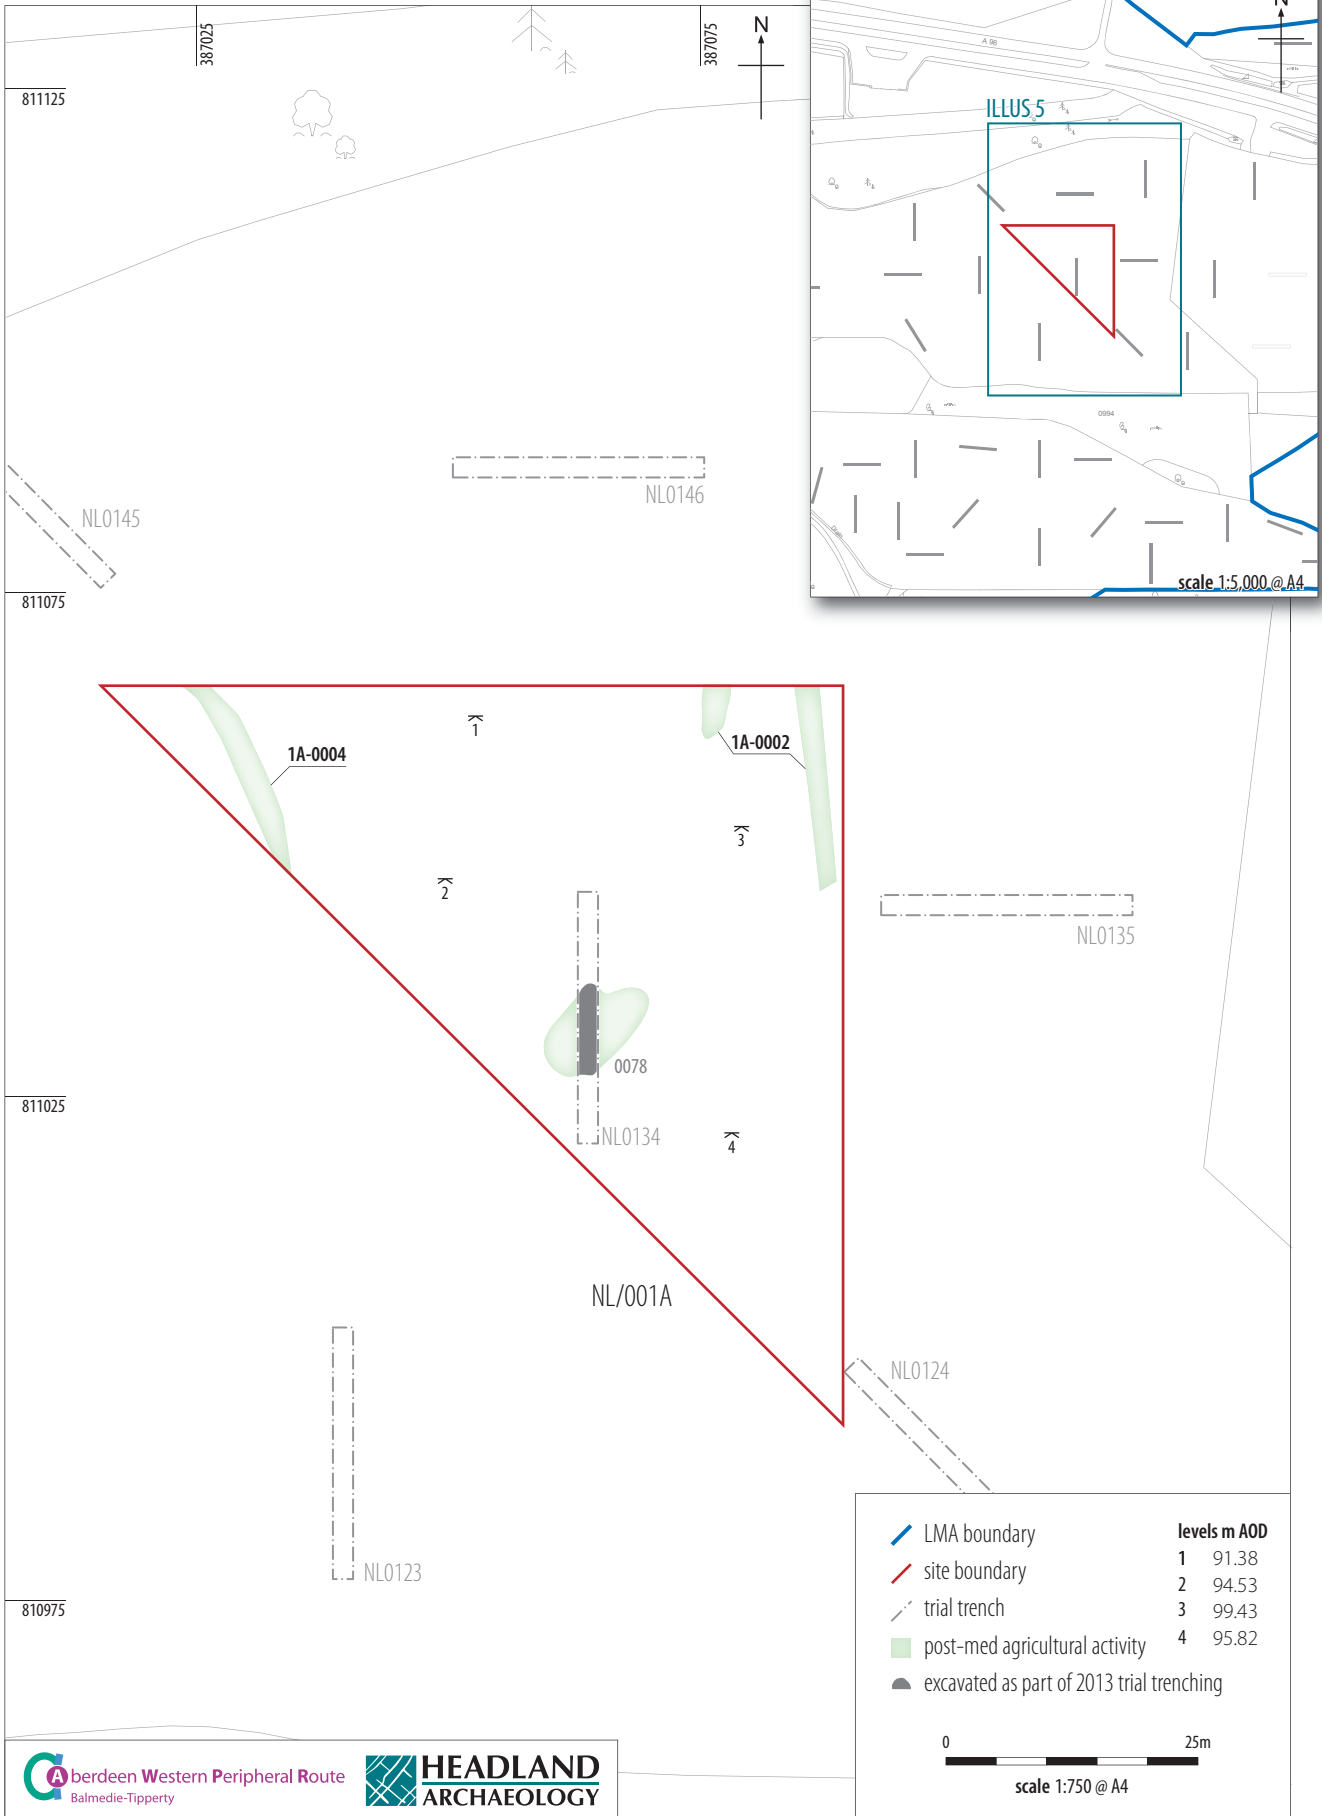 387025
387075
N
N
811125
A 96
ILLUS 5
0994
Drain
scale 1:5,000 @ A4
NL0146
NL0145
811075
1
1A-0004
1A-0002
3
2
NL0135
0078
811025
NL0134
4
NL/001A
NL0124
NL0123
810975
LMA boundary
site boundary
trial trench
post-med agricultural activity
excavated as part of 2013 trial trenching
levels m AOD
1 91.38
2 94.53
3 99.43
4 95.82
0 25m
scale 1:750 @ A4
Aberdeen Western Peripheral Route
Balmedie-Tipperty
HEADLAND
ARCHAEOLOGY